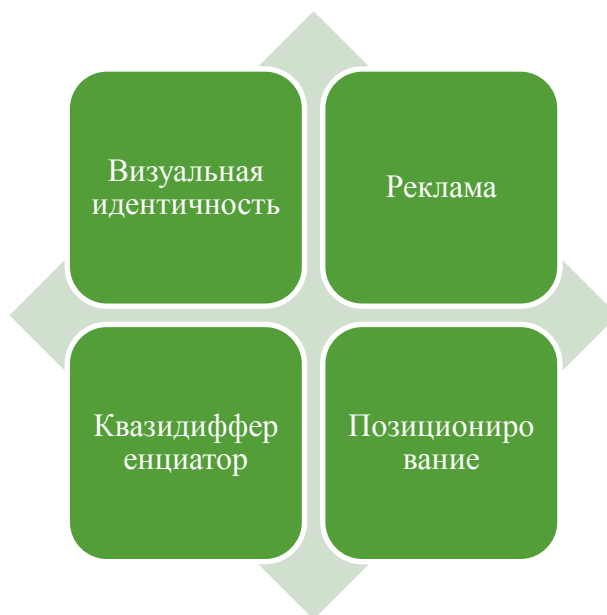 Визуальная
идентичность
Реклама
Квазидиффер
енциатор
Позициониро
вание